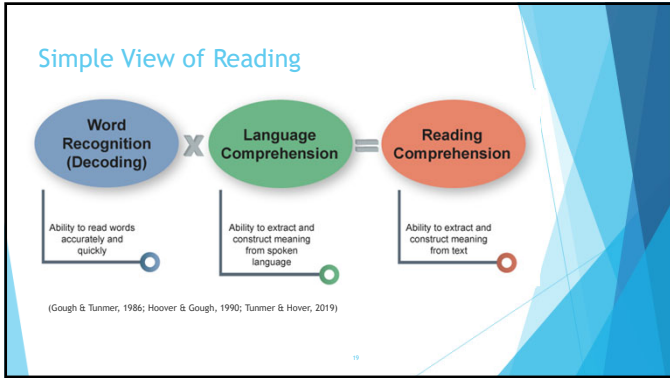 Simple View of Reading
Word
Recognition
(Decoding)
X
Language
Comprehension
=
Reading
Comprehension
Ability to read words
accurately and
quickly
Ability to extract and
construct meaning
from spoken
language
Ability to extract and
construct meaning
from text
(Gough & Tunmer, 1986; Hoover & Gough, 1990; Tunmer & Hover, 2019)
19